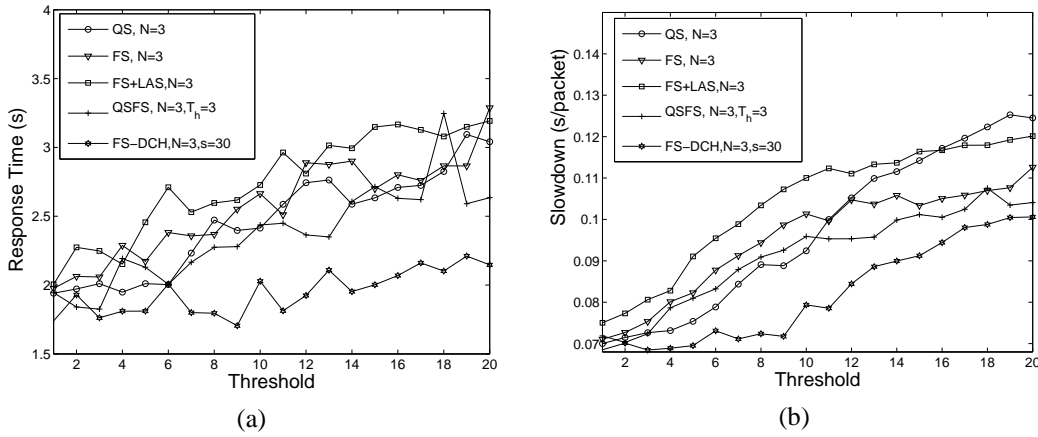 4
3.5
3
2.5
2
1.5
Response Time (s)
QS, N=3
FS, N=3
FS+LAS,N=3
QSFS, N=3,Th=3
FS−DCH,N=3,s=30
2 4 6 8 10 12 14 16 18 20
Threshold
(a)
0.15
0.14
0.13
0.12
0.11
0.1
0.09
0.08
0.07
Slowdown (s/packet)
QS, N=3
FS, N=3
FS+LAS,N=3
QSFS, N=3,Th=3
FS−DCH,N=3,s=30
2 4 6 8 10 12 14 16 18 20
Threshold
(b)